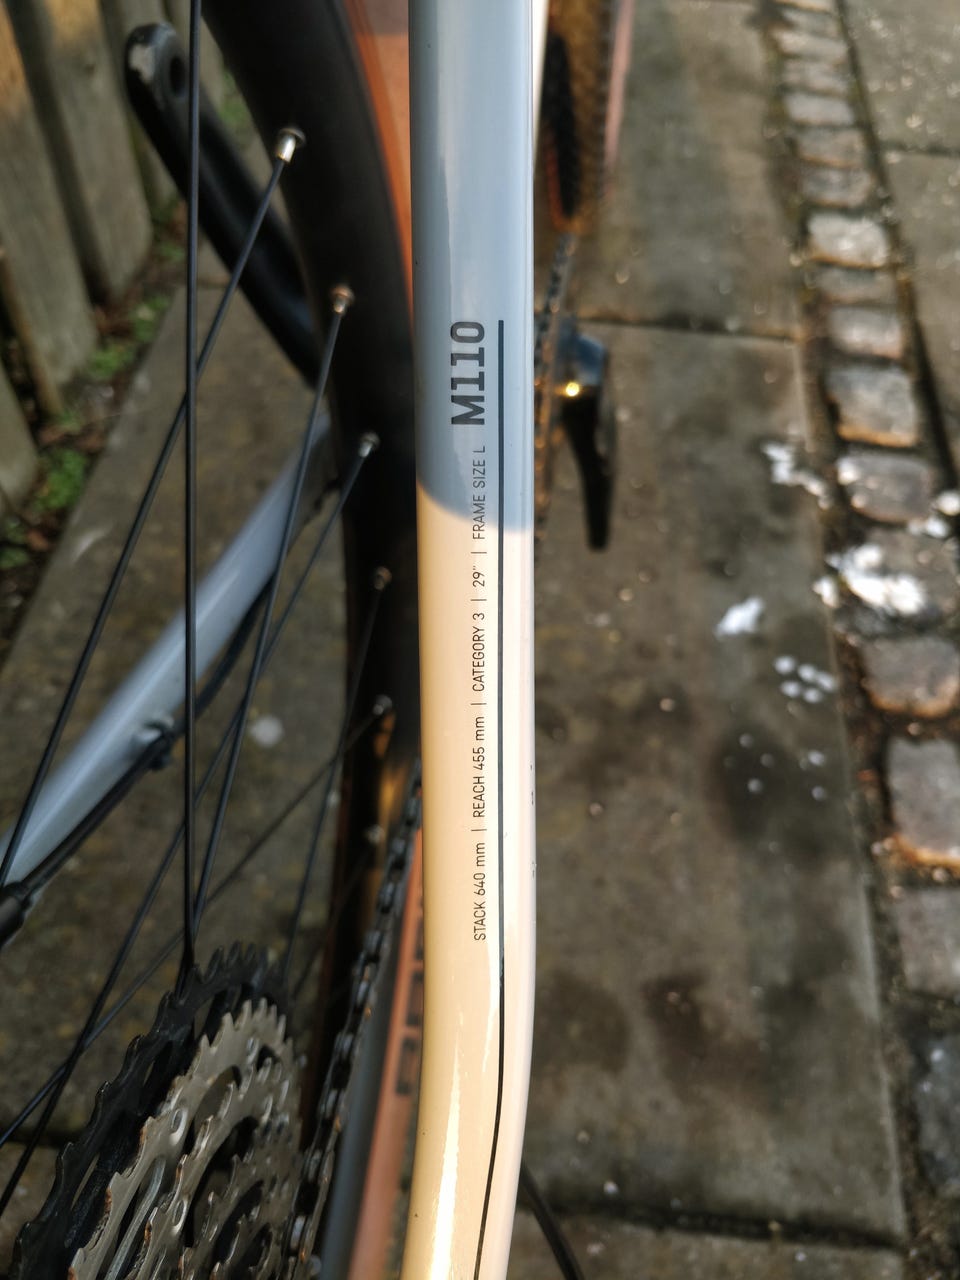 STACK 640 mm | REACH 455 mm | CATEGORY 3 | 29" | FRAME SIZE L M110